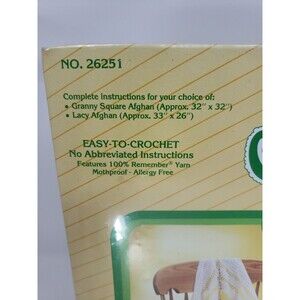 NO. 26251
Complete instructions for your choice of:
• Granny Square Afghan (Approx. 32" x 32")
• Lacy Afghan (Approx. 33" x 26")
EASY-TO-CROCHET
No Abbreviated Instructions
Features 100% Remember® Yarn
Mothproof - Allergy Free